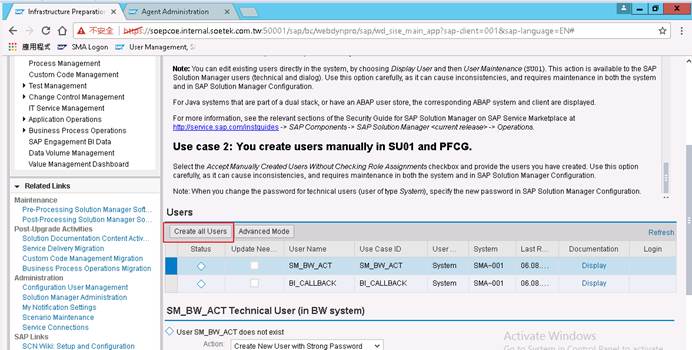 Infrastructure Preparation
Agent Administration
不安全 https://soepcoe.internal.soetek.com.tw:50001/sap/bc/webdynpro/sap/wd_sise_main_app?sap-client=001&sap-language=EN#
應用程式 SMA Logon User Management, S
Process Management
Custom Code Management
Test Management
Change Control Management
IT Service Management
Application Operations
Business Process Operations
SAP Engagement BI Data
Data Volume Management
Value Management Dashboard
Related Links
Maintenance
Pre-Processing Solution Manager Soft...
Post-Processing Solution Manager So...
Post-Upgrade Activities
Solution Documentation Content Activ...
Service Delivery Migration
Custom Code Management Migration
Business Process Operations Migration
Administration
Configuration User Management
Solution Manager Administration
My Notification Settings
Scenario Maintenance
Service Connections
SAP Links
SCN Wiki: Setup and Configuration
Note: You can edit existing users directly in the system, by choosing Display User and then User Maintenance (SU01). This action is available to the SAP
Solution Manager users (technical and dialog). Use this option carefully, as it can cause inconsistencies, and requires maintenance in both the system
and in SAP Solution Manager Configuration.
For Java systems that are part of a dual stack, or have an ABAP user store, the corresponding ABAP system and client are displayed.
For more information, see the relevant sections of the Security Guide for SAP Solution Manager on SAP Service Marketplace at
http://service.sap.com/instguides -> SAP Components -> SAP Solution Manager <current release> -> Operations.
Use case 2: You create users manually in SU01 and PFCG.
Select the Accept Manually Created Users Without Checking Role Assignments checkbox and provide the users you have created. Use this option
carefully, as it can cause inconsistencies, and requires maintenance in both the system and in SAP Solution Manager Configuration.
Note: When you change the password for technical users (user of type System), specify the new password in SAP Solution Manager Configuration.
Users
Create all Users Advanced Mode Refresh
Status Update Nee... User Name Use Case ID User ... System Last R... Documentation Login
SM_BW_ACT SM_BW_ACT System SMA~001 06.08.... Display
BI_CALLBACK BI_CALLBACK System SMA~001 06.08.... Display
SM_BW_ACT Technical User (in BW system)
User SM_BW_ACT does not exist
Action: Create New User with Strong Password
Activate Windows
Go to System in Control Panel to activate